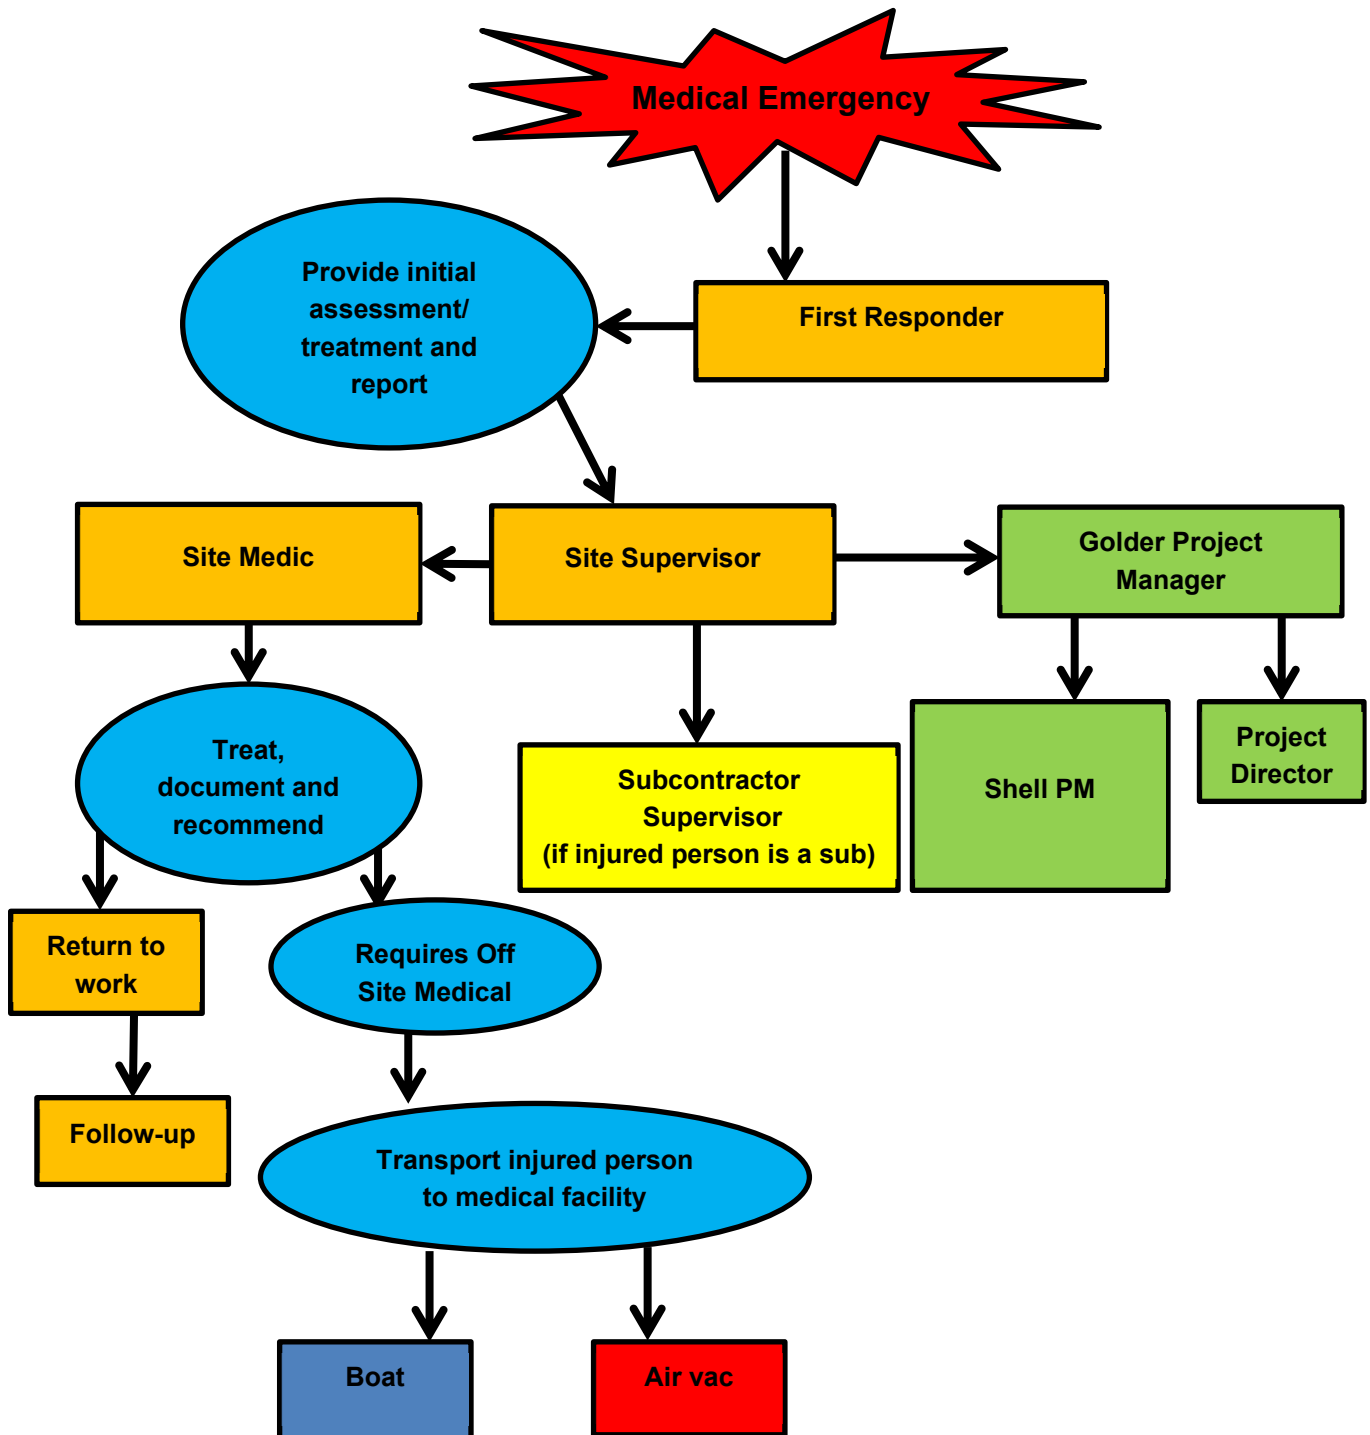 Medical Emergency
Provide initial
assessment/
treatment and
report
First Responder
Site Medic
Site Supervisor
Golder Project
Manager
Treat,
document and
recommend
Subcontractor
Supervisor
(if injured person is a sub)
Shell PM
Project
Director
Return to
work
Requires Off
Site Medical
Follow-up
Transport injured person
to medical facility
Boat
Air vac